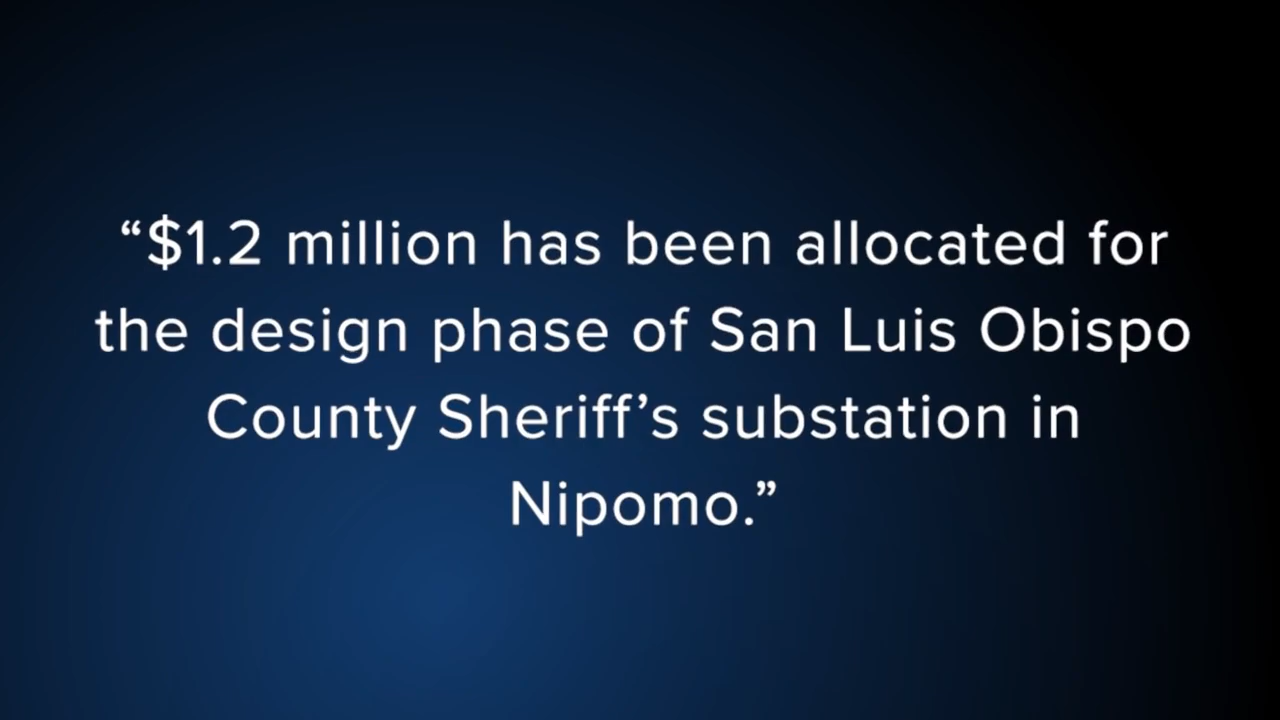 “$1.2 million has been allocated for
the design phase of San Luis Obispo
County Sheriff’s substation in
Nipomo.”